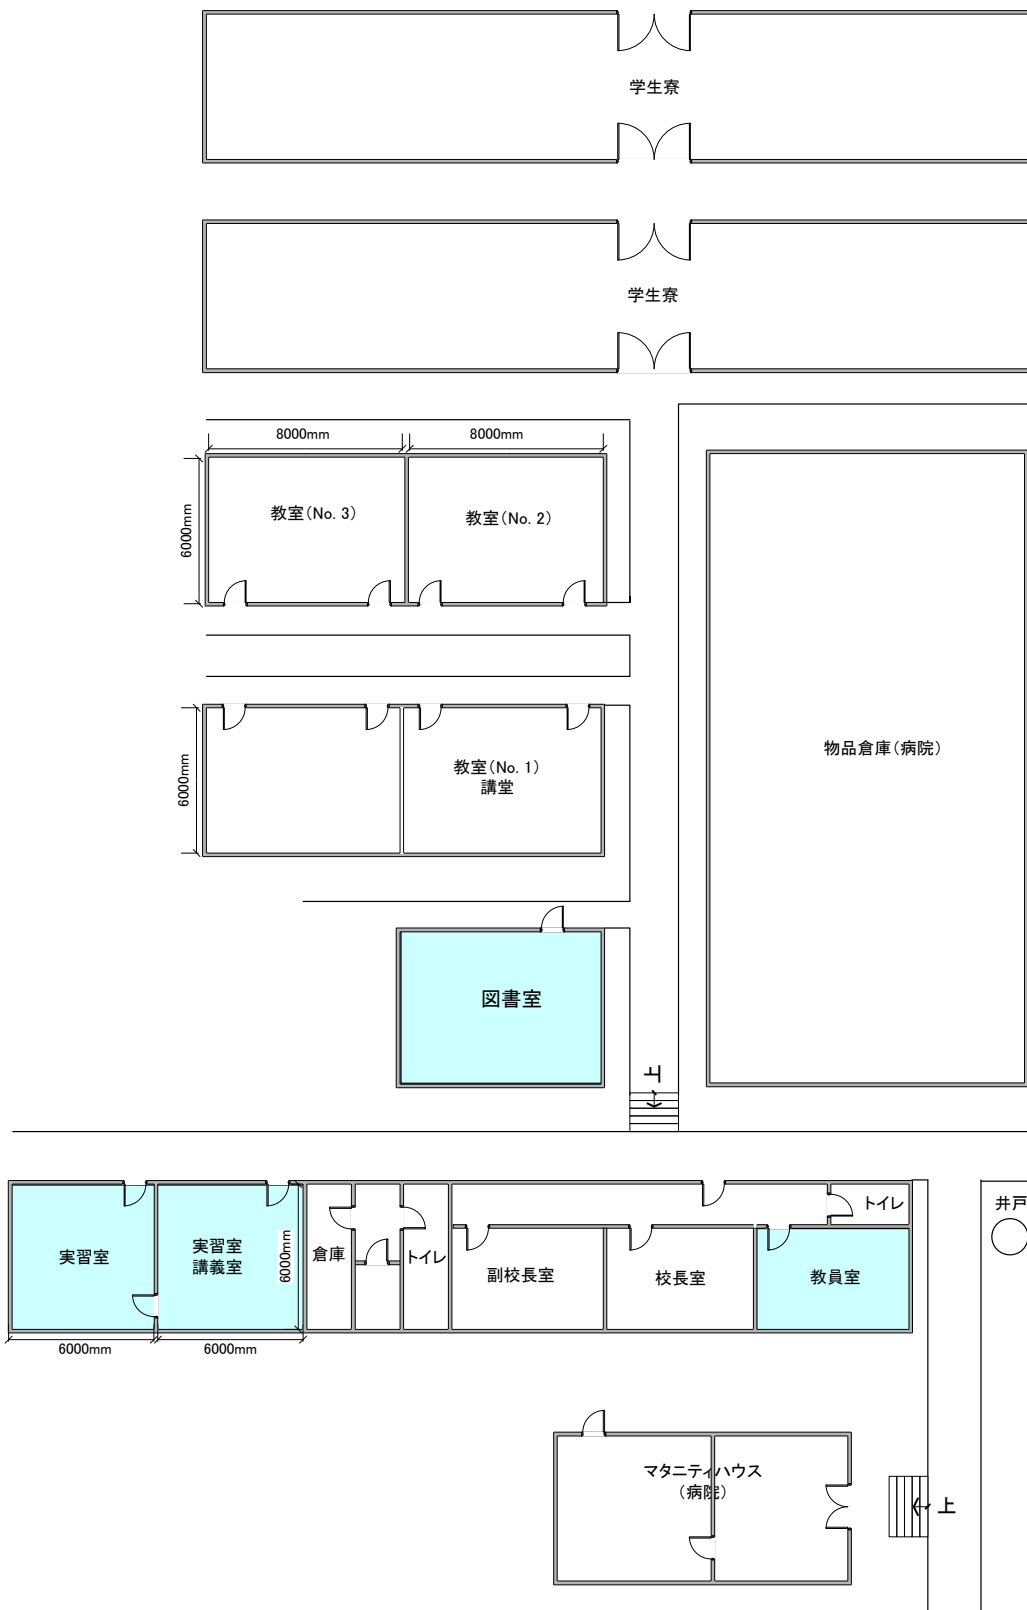 学生寮
学生寮
8000mm
8000mm
6000mm
教室(No. 3)
教室(No. 2)
6000mm
教室(No. 1)
講堂
物品倉庫(病院)
図書室
上
実習室
実習室
講義室
6000mm
倉庫
トイレ
副校長室
校長室
教員室
トイレ
井戸
6000mm
6000mm
マタニティハウス
(病院)
上